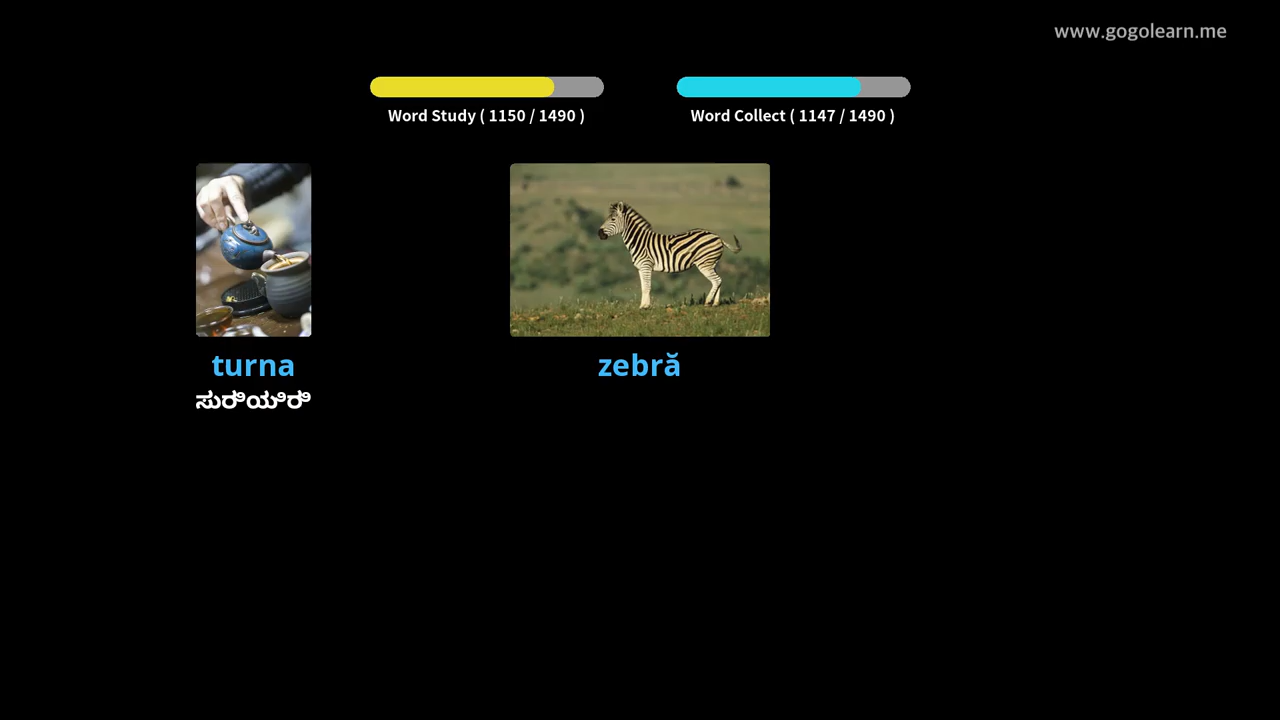 www.gogolearn.me
Word Study ( 1150 / 1490 )
Word Collect ( 1147 / 1490 )
turna
ಸುರಿಯಿರಿ
zebră